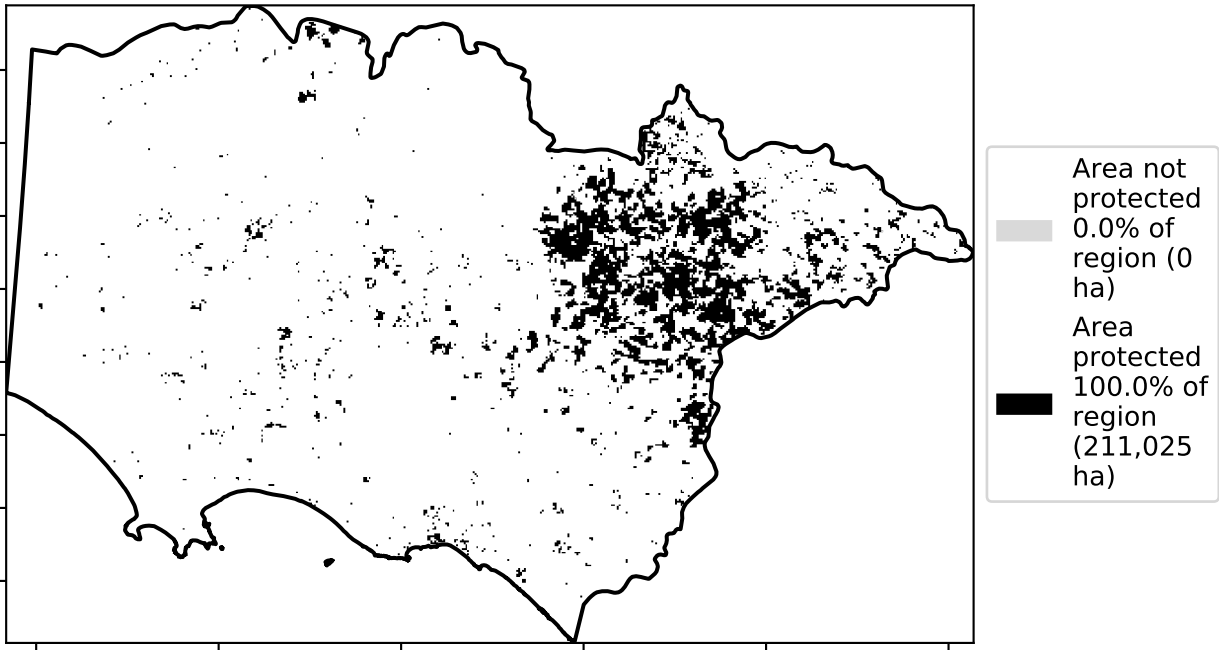 Area not
protected
0.0% of
region (0
ha)
Area
protected
100.0% of
region
(211,025
ha)